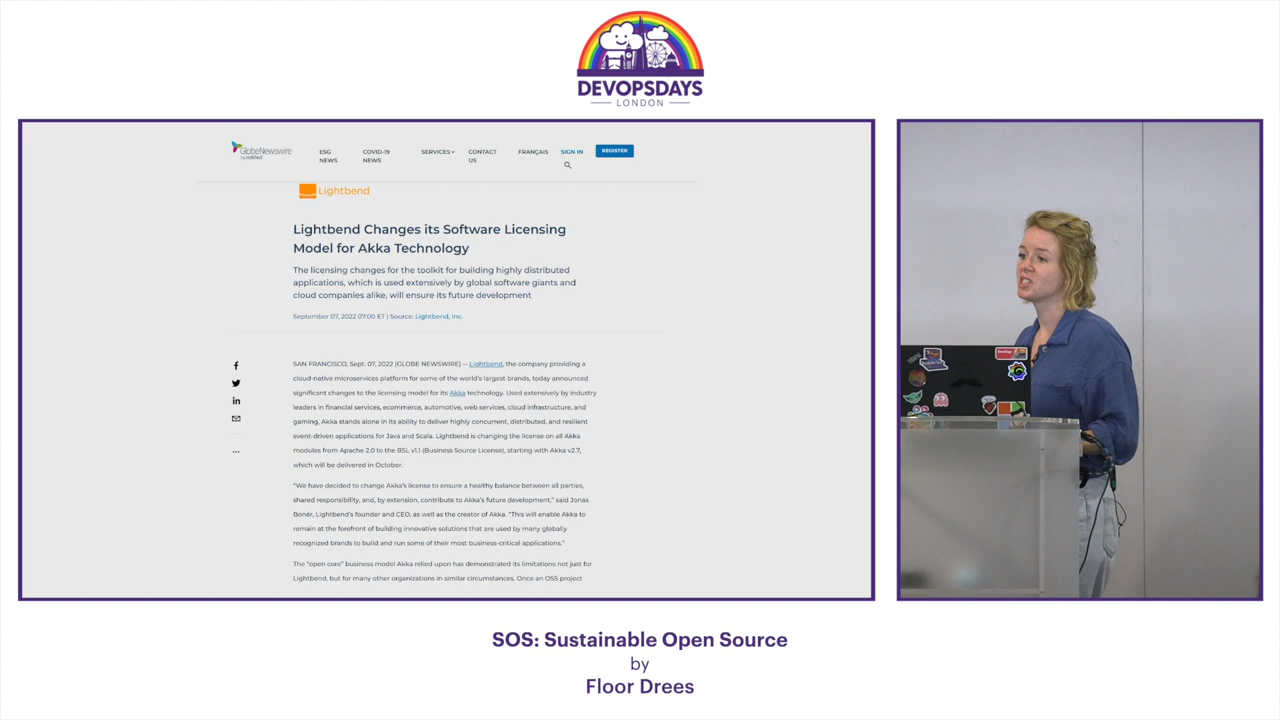 DEVOPSDAYS
LONDON
GlobeNewswire
by notified
ESG
NEWS
COVID-19
NEWS
SERVICES
CONTACT
US
FRANÇAIS
SIGN IN
REGISTER
Lightbend
Lightbend Changes its Software Licensing
Model for Akka Technology
The licensing changes for the toolkit for building highly distributed
applications, which is used extensively by global software giants and
cloud companies alike, will ensure its future development
September 07, 2022 07:00 ET | Source: Lightbend, Inc.
SAN FRANCISCO, Sept. 07, 2022 (GLOBE NEWSWIRE) -- Lightbend, the company providing a
cloud-native microservices platform for some of the world's largest brands, today announced
significant changes to the licensing model for its Akka technology. Used extensively by industry
leaders in financial services, ecommerce, automotive, web services, cloud infrastructure, and
gaming, Akka stands alone in its ability to deliver highly concurrent, distributed, and resilient
event-driven applications for Java and Scala. Lightbend is changing the license on all Akka
modules from Apache 2.0 to the BSL v1.1 (Business Source License), starting with Akka v2.7,
which will be delivered in October.
"We have decided to change Akka's license to ensure a healthy balance between all parties,
shared responsibility, and, by extension, contribute to Akka's future development," said Jonas
Bonér, Lightbend's founder and CEO, as well as the creator of Akka. "This will enable Akka to
remain at the forefront of building innovative solutions that are used by many globally
recognized brands to build and run some of their most business-critical applications."
The "open core" business model Akka relied upon has demonstrated its limitations not just for
Lightbend, but for many other organizations in similar circumstances. Once an OSS project
SOS: Sustainable Open Source
by
Floor Drees